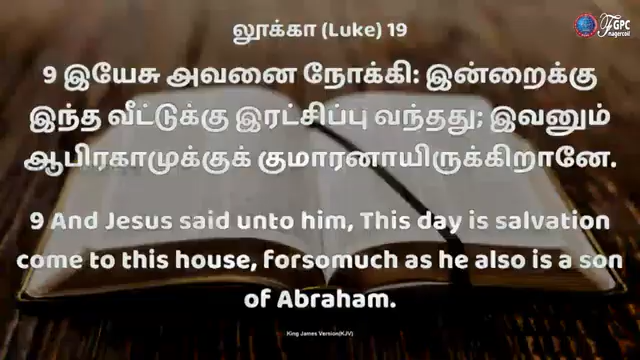 லூக்கா (Luke) 19
FGPC
nagercoil
9 இயேசு அவனை நோக்கி: இன்றைக்கு
இந்த வீட்டுக்கு இரட்சிப்பு வந்தது; இவனும்
ஆபிரகாமுக்குக் குமாரனாயிருக்கிறானே.
9 And Jesus said unto him, This day is salvation
come to this house, forsomuch as he also is a son
of Abraham.
King James Version(KJV)